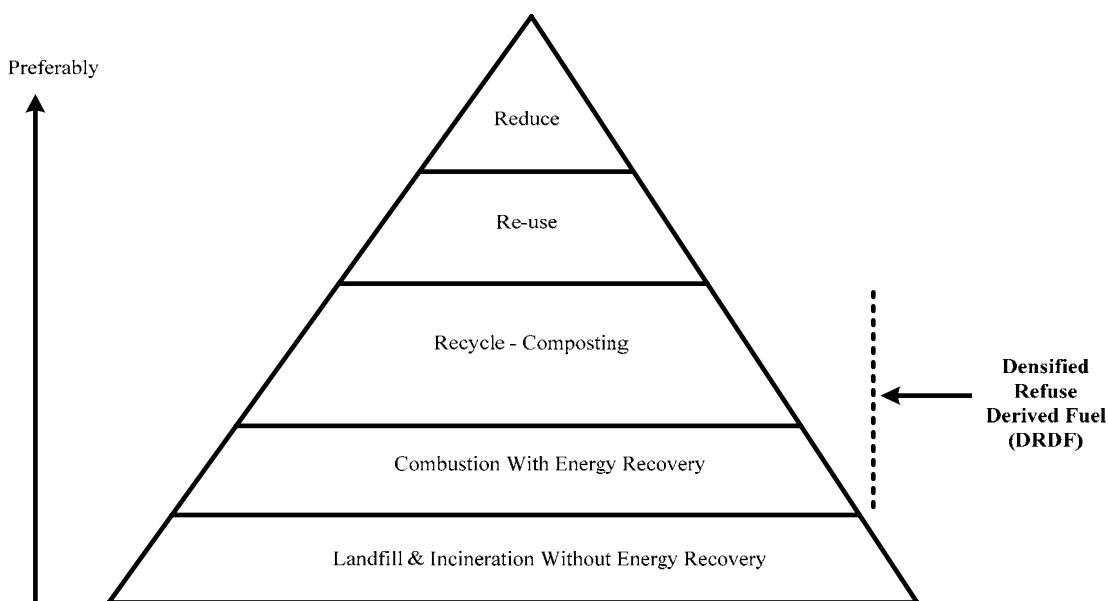 Preferably
Reduce
Re-use
Recycle - Composting
Densified
Refuse
Derived Fuel
(DRDF)
Combustion With Energy Recovery
Landfill & Incineration Without Energy Recovery